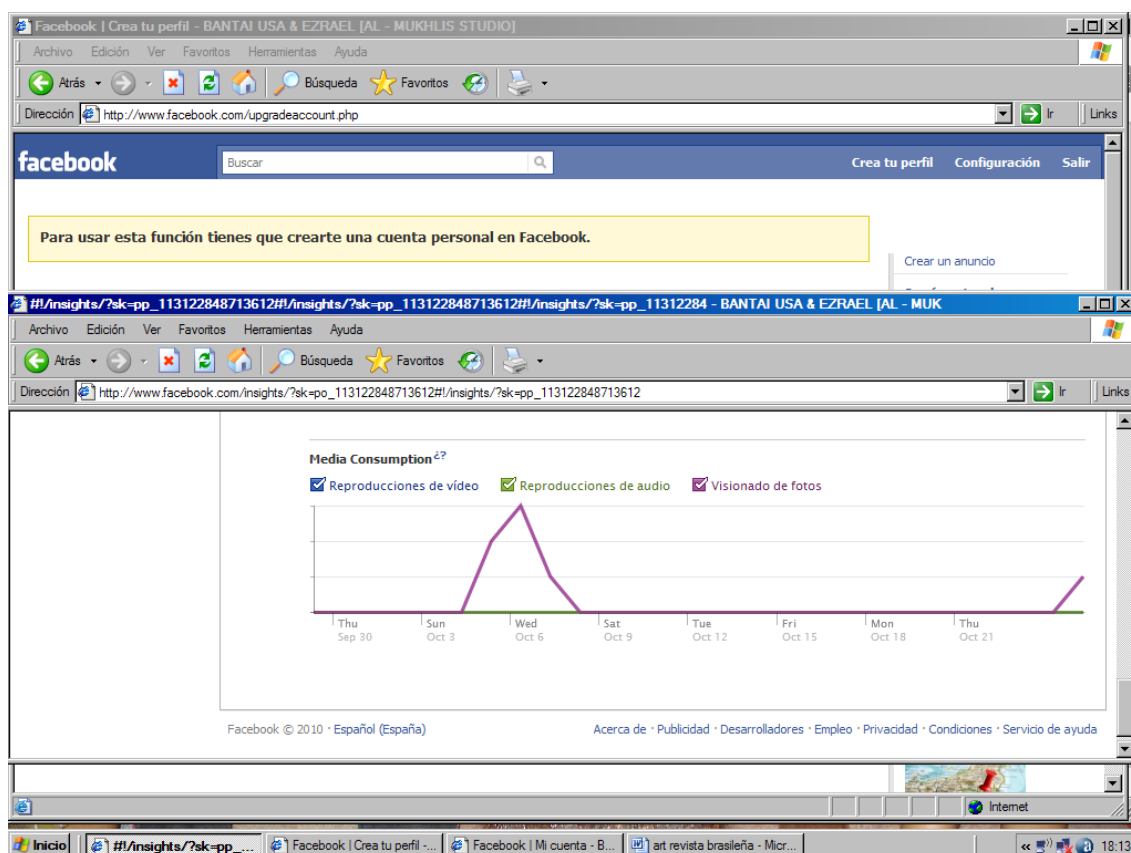 Facebook | Crea tu perfil - BANTAI USA & EZRAEL [AL - MUKHLIS STUDIO]
Archivo Edición Ver Favoritos Herramientas Ayuda
Atrás Búsqueda Favoritos
Dirección http://www.facebook.com/upgradeaccount.php Ir Links
facebook Buscar Crea tu perfil Configuración Salir
Para usar esta función tienes que crearte una cuenta personal en Facebook.
Crear un anuncio
#!/insights/?sk=pp_113122848713612#!/insights/?sk=pp_113122848713612#!/insights/?sk=pp_11312284 - BANTAI USA & EZRAEL [AL - MUK
Archivo Edición Ver Favoritos Herramientas Ayuda
Atrás Búsqueda Favoritos
Dirección http://www.facebook.com/insights/?sk=po_113122848713612#!/insights/?sk=pp_113122848713612 Ir Links
Media Consumption¿?
Reproducciones de vídeo Reproducciones de audio Visionado de fotos
Thu Sun Wed Sat Tue Fri Mon Thu
Sep 30 Oct 3 Oct 6 Oct 9 Oct 12 Oct 15 Oct 18 Oct 21
Facebook © 2010 · Español (España) Acerca de · Publicidad · Desarrolladores · Empleo · Privacidad · Condiciones · Servicio de ayuda
Internet
Inicio #!/insights/?sk=pp_... Facebook | Crea tu perfil -... Facebook | Mi cuenta - B... art revista brasileña - Micr... « 18:13